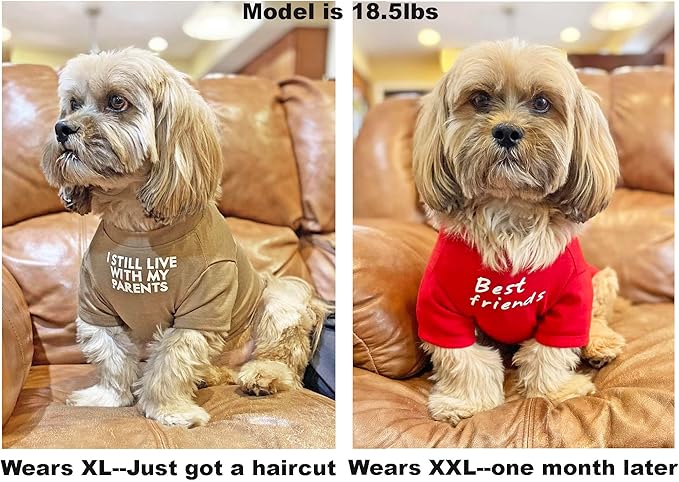 Model is 18.5lbs
I STILL LIVE
WITH MY
PARENTS
Best
friends
Wears XL--Just got a haircut
Wears XXL--one month later